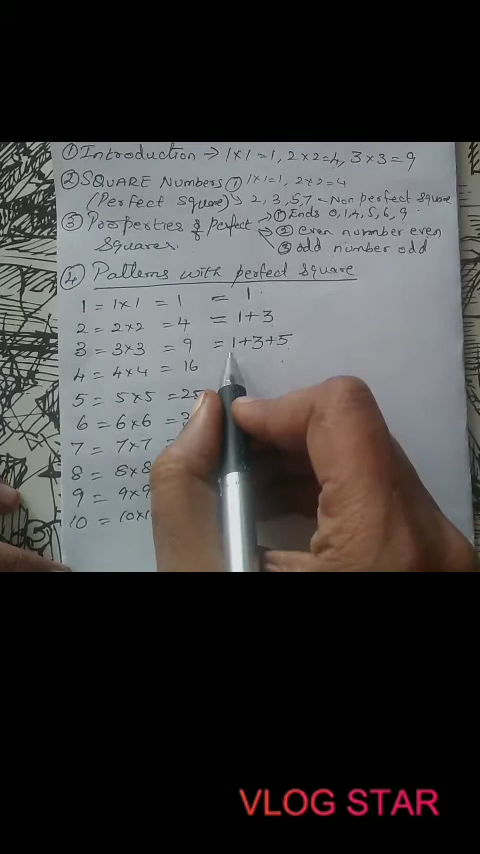 ① Introduction → 1×1=1, 2×2=4, 3×3=9
② SQUARE Numbers ① 1×1=1, 2×2=4
(Perfect Square) ↘ 2, 3, 5, 7 - Non perfect square
③ Poorperties of perfect → ① Ends 0, 1, 4, 5, 6, 9
② even number even
Squares.
③ odd number odd
④ Patterns with perfect square
1 = 1×1 = 1 = 1
2 = 2×2 = 4 = 1+3
3 = 3×3 = 9 = 1+3+5
4 = 4×4 = 16
5 = 5×5 = 25
6 = 6×6 =
7 = 7×7 =
8 = 8×8
9 = 9×9
10 = 10×1
VLOG STAR